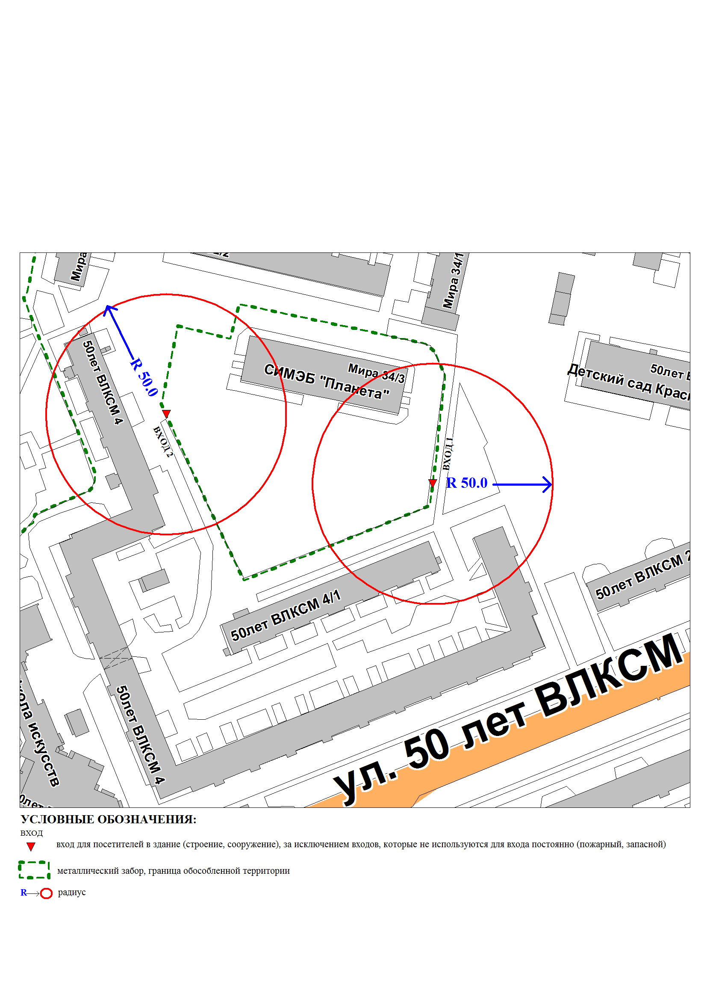 Мира
Мира 34/1
50лет ВЛКСМ 4
R 50.0
Мира 34/3
СИМЭБ "Планета"
Детский сад
50лет
ВХОД 2
ВХОД 1
R 50.0
50лет ВЛКСМ 4/1
50лет ВЛКСМ 2
50лет ВЛКСМ 4
искусств
ул. 50 лет ВЛКСМ
УСЛОВНЫЕ ОБОЗНАЧЕНИЯ:
ВХОД
вход для посетителей в здание (строение, сооружение), за исключением входов, которые не используются для входа постоянно (пожарный, запасной)
металлический забор, граница обособленной территории
R
радиус